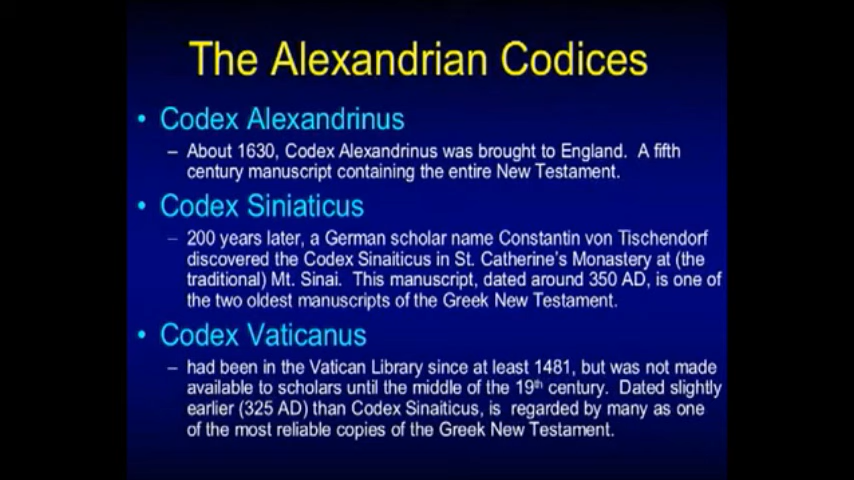 The Alexandrian Codices
• Codex Alexandrinus
– About 1630, Codex Alexandrinus was brought to England. A fifth
century manuscript containing the entire New Testament.
• Codex Siniaticus
– 200 years later, a German scholar name Constantin von Tischendorf
discovered the Codex Sinaiticus in St. Catherine's Monastery at (the
traditional) Mt. Sinai. This manuscript, dated around 350 AD, is one of
the two oldest manuscripts of the Greek New Testament.
• Codex Vaticanus
– had been in the Vatican Library since at least 1481, but was not made
available to scholars until the middle of the 19th century. Dated slightly
earlier (325 AD) than Codex Sinaiticus, is regarded by many as one
of the most reliable copies of the Greek New Testament.